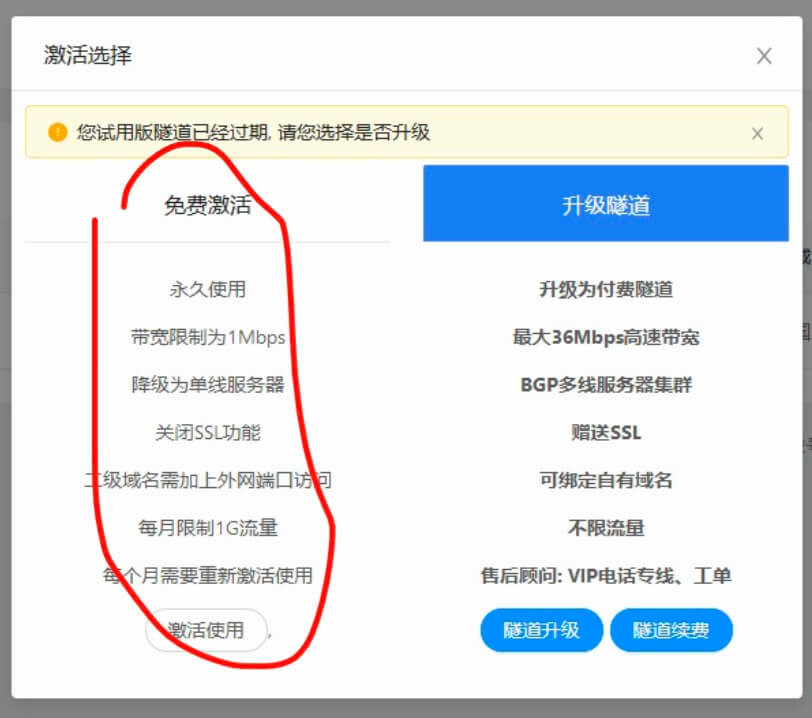 激活选择
您试用版隧道已经过期, 请您选择是否升级
免费激活
永久使用
带宽限制为1Mbps
降级为单线服务器
关闭SSL功能
二级域名需加上外网端口访问
每月限制1G流量
每个月需要重新激活使用
激活使用 ,
升级隧道
升级为付费隧道
最大36Mbps高速带宽
BGP多线服务器集群
赠送SSL
可绑定自有域名
不限流量
售后顾问: VIP电话专线、工单
隧道升级 隧道续费